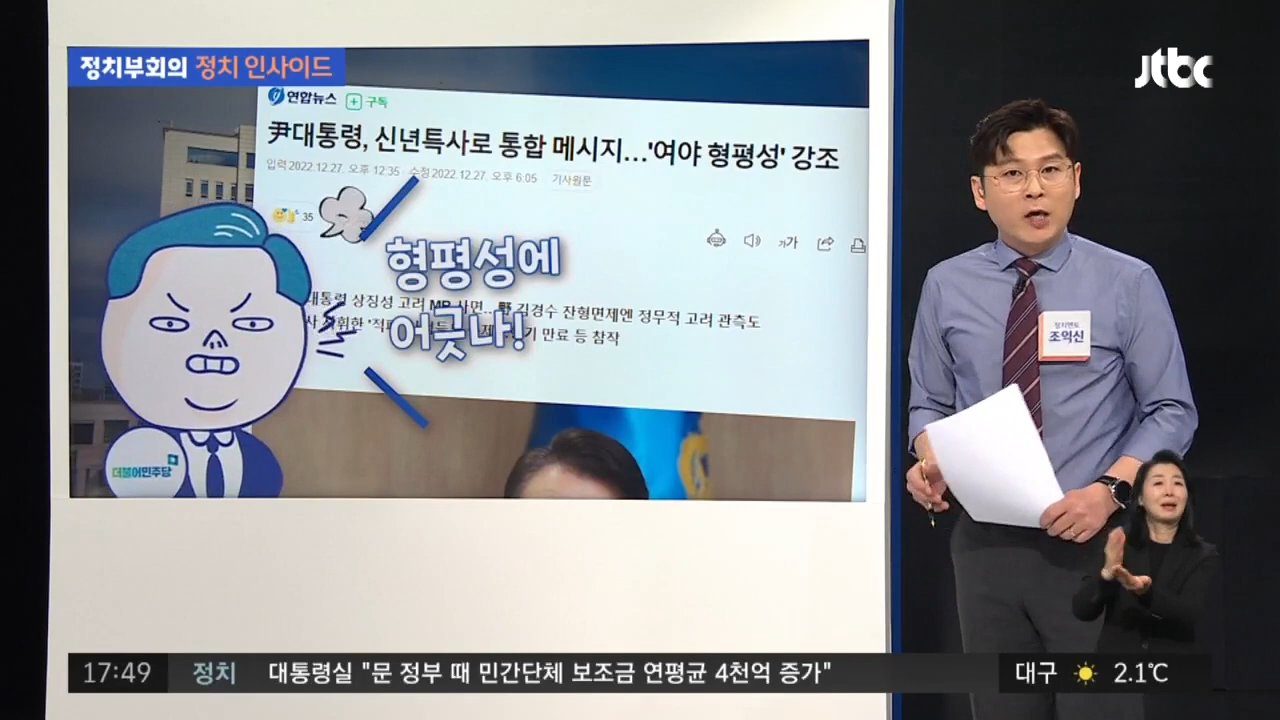 정치부회의 정치 인사이드
jtbc
연합뉴스 + 구독
尹대통령, 신년특사로 통합 메시지…'여야 형평성' 강조
입력 2022.12.27. 오후 12:35 수정 2022.12.27. 오후 6:05 기사원문
35
가가
형평성에
어긋나!
대통령 상징성 고려 사면 김경수 잔형면제엔 정무적 고려 관측도
만료 등 참작
더불어민주당
정치멘토
조익신
17:49 정치 대통령실 "문 정부 때 민간단체 보조금 연평균 4천억 증가" 대구 2.1℃